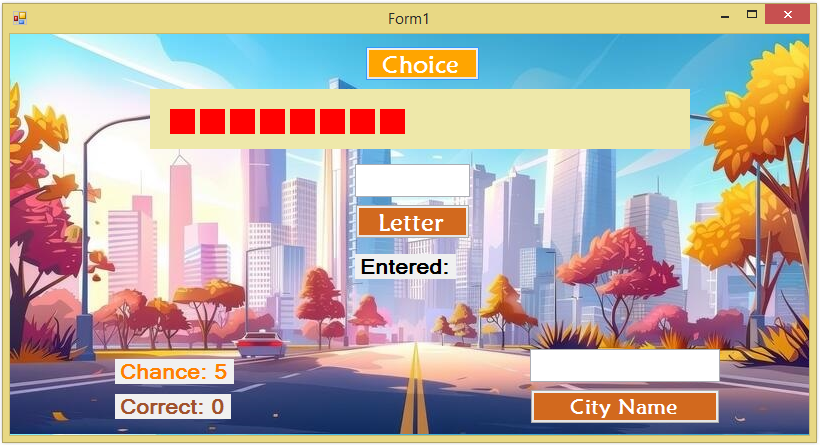 Form1
Choice
Letter
Entered:
Chance: 5
Correct: 0
City Name